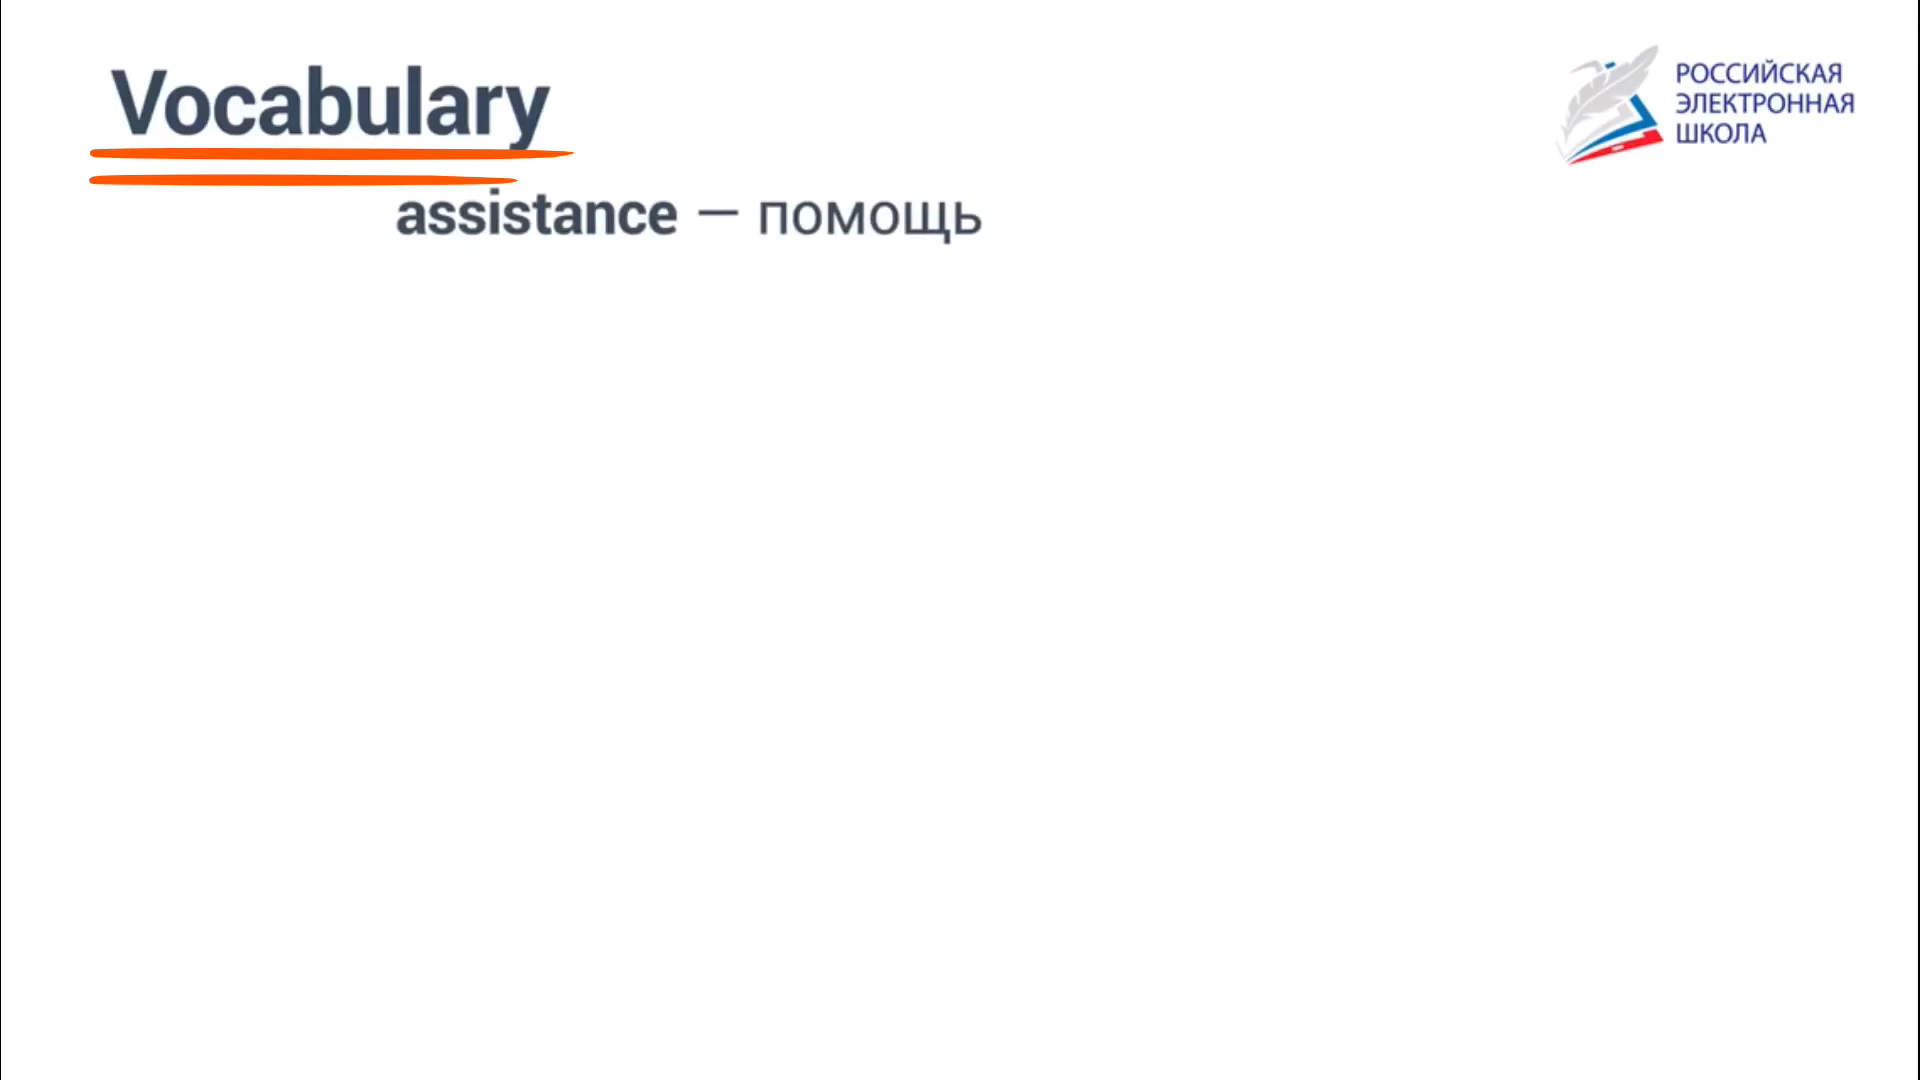 Vocabulary
РОССИЙСКАЯ
ЭЛЕКТРОННАЯ
ШКОЛА
assistance — помощь